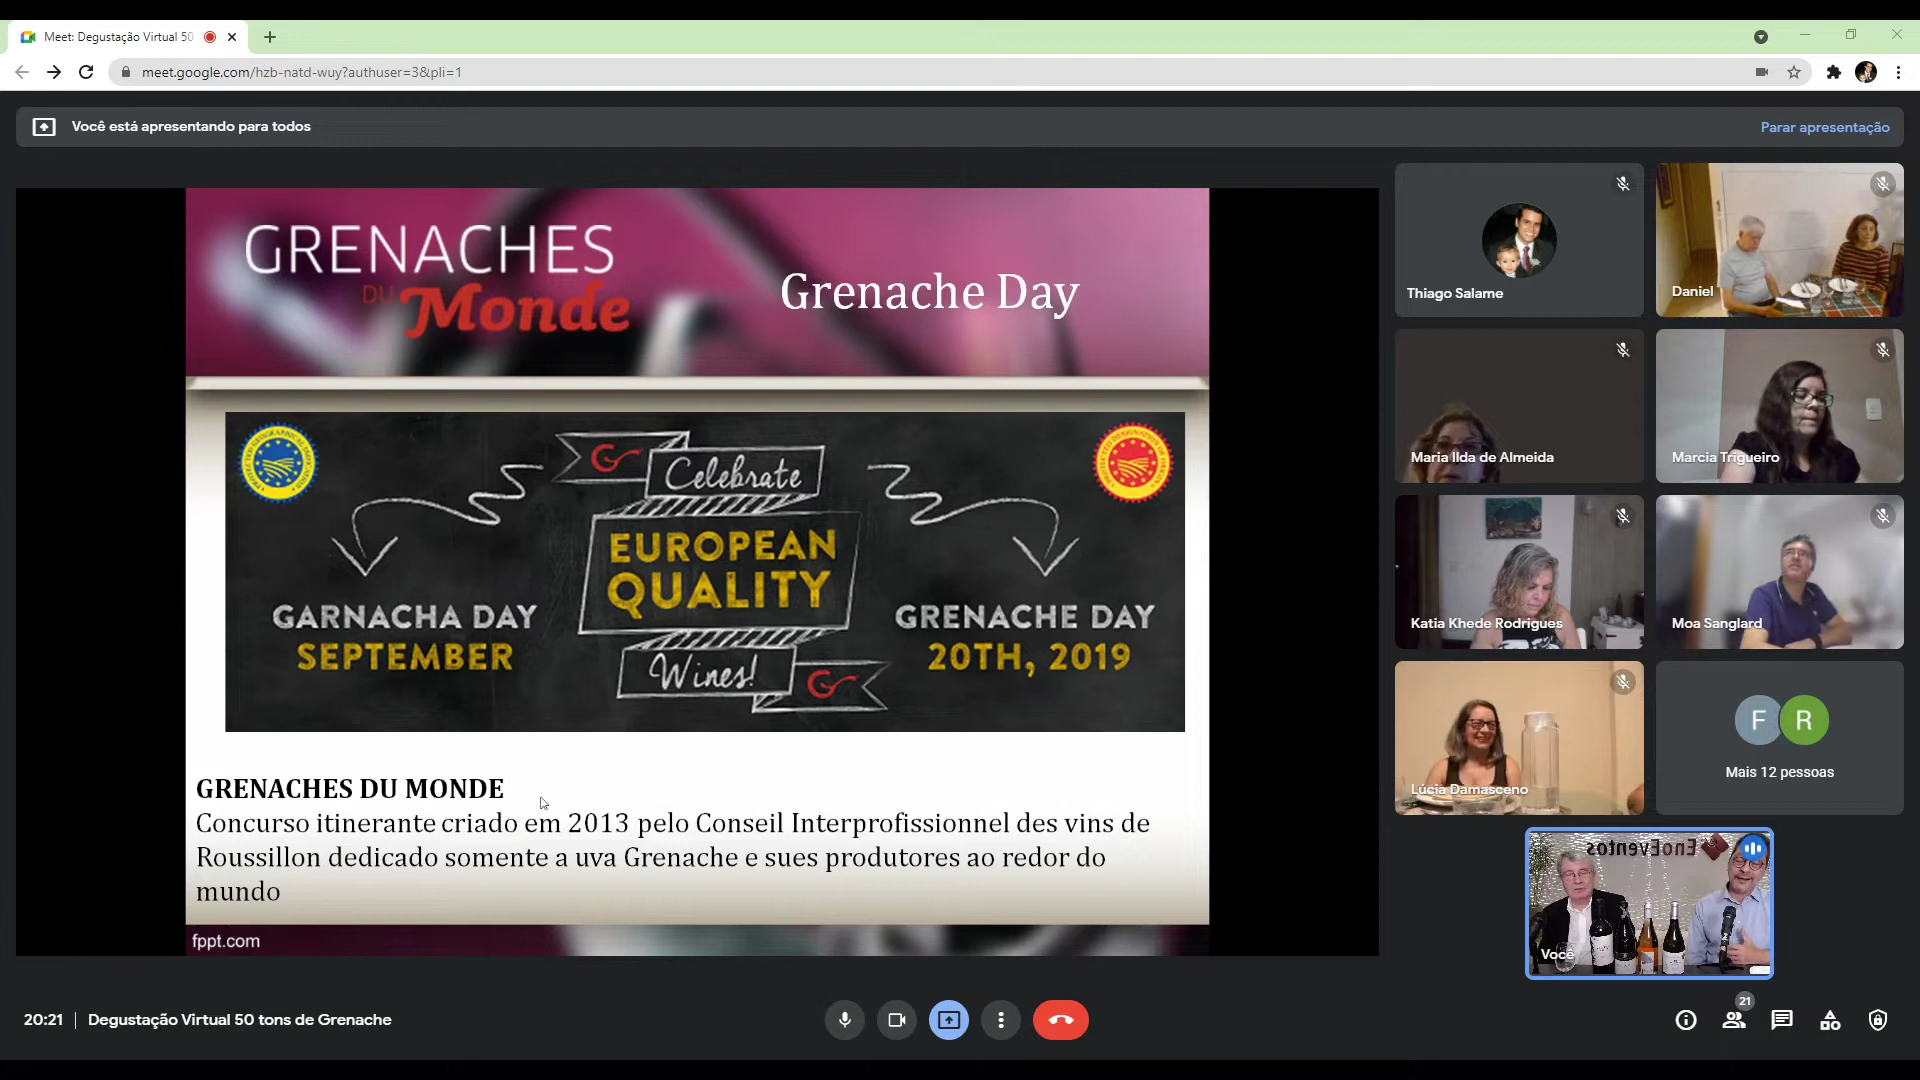 Meet: Degustação Virtual 50
meet.google.com/hzb-natd-wuy?authuser=3&pli=1
Você está apresentando para todos
Parar apresentação
GRENACHES
DU Monde
Grenache Day
Celebrate
EUROPEAN
QUALITY
Wines!
GARNACHA DAY
SEPTEMBER
GRENACHE DAY
20TH, 2019
GRENACHES DU MONDE
Concurso itinerante criado em 2013 pelo Conseil Interprofissionnel des vins de
Roussillon dedicado somente a uva Grenache e sues produtores ao redor do
mundo
fppt.com
Thiago Salame
Daniel
Maria Ilda de Almeida
Marcia Trigueiro
Katia Khede Rodrigues
Moa Sanglard
Lúcia Damasceno
F R
Mais 12 pessoas
EnoEventos
Você
20:21 | Degustação Virtual 50 tons de Grenache
21